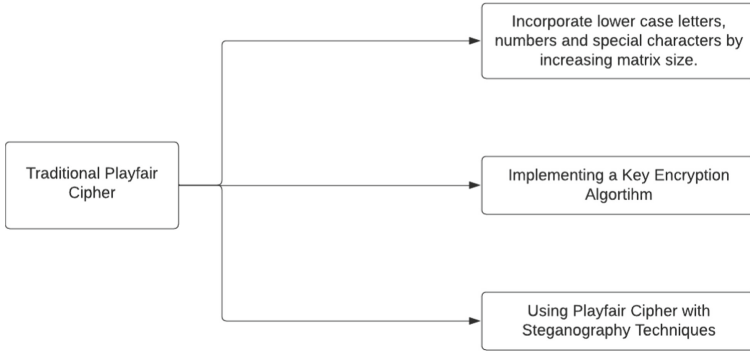 Incorporate lower case letters,
numbers and special characters by
increasing matrix size.
Traditional Playfair
Cipher
Implementing a Key Encryption
Algortihm
Using Playfair Cipher with
Steganography Techniques